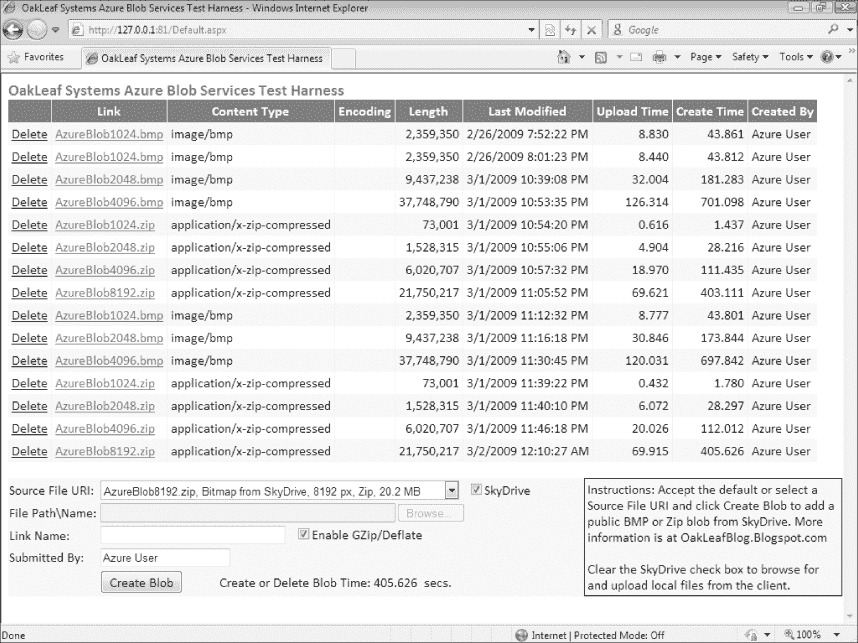 OakLeaf Systems Azure Blob Services Test Harness - Windows Internet Explorer
http://127.0.0.1:81/Default.aspx Google
Favorites OakLeaf Systems Azure Blob Services Test Harness Page Safety Tools
OakLeaf Systems Azure Blob Services Test Harness
Link Content Type Encoding Length Last Modified Upload Time Create Time Created By
Delete AzureBlob1024.bmp image/bmp 2,359,350 2/26/2009 7:52:22 PM 8.830 43.861 Azure User
Delete AzureBlob1024.bmp image/bmp 2,359,350 2/26/2009 8:01:23 PM 8.440 43.812 Azure User
Delete AzureBlob2048.bmp image/bmp 9,437,238 3/1/2009 10:39:08 PM 32.004 181.283 Azure User
Delete AzureBlob4096.bmp image/bmp 37,748,790 3/1/2009 10:53:35 PM 126.314 701.098 Azure User
Delete AzureBlob1024.zip application/x-zip-compressed 73,001 3/1/2009 10:54:20 PM 0.616 1.437 Azure User
Delete AzureBlob2048.zip application/x-zip-compressed 1,528,315 3/1/2009 10:55:06 PM 4.904 28.216 Azure User
Delete AzureBlob4096.zip application/x-zip-compressed 6,020,707 3/1/2009 10:57:32 PM 18.970 111.435 Azure User
Delete AzureBlob8192.zip application/x-zip-compressed 21,750,217 3/1/2009 11:05:52 PM 69.621 403.111 Azure User
Delete AzureBlob1024.bmp image/bmp 2,359,350 3/1/2009 11:12:32 PM 8.777 43.801 Azure User
Delete AzureBlob2048.bmp image/bmp 9,437,238 3/1/2009 11:16:18 PM 30.846 173.844 Azure User
Delete AzureBlob4096.bmp image/bmp 37,748,790 3/1/2009 11:30:45 PM 120.031 697.842 Azure User
Delete AzureBlob1024.zip application/x-zip-compressed 73,001 3/1/2009 11:39:22 PM 0.432 1.780 Azure User
Delete AzureBlob2048.zip application/x-zip-compressed 1,528,315 3/1/2009 11:40:10 PM 6.072 28.297 Azure User
Delete AzureBlob4096.zip application/x-zip-compressed 6,020,707 3/1/2009 11:46:18 PM 20.026 112.012 Azure User
Delete AzureBlob8192.zip application/x-zip-compressed 21,750,217 3/2/2009 12:10:27 AM 69.915 405.626 Azure User
Source File URI: AzureBlob8192.zip, Bitmap from SkyDrive, 8192 px, Zip, 20.2 MB SkyDrive
File Path\Name: Browse...
Link Name: Enable GZip/Deflate
Submitted By: Azure User
Create Blob Create or Delete Blob Time: 405.626 secs.
Instructions: Accept the default or select a
Source File URI and click Create Blob to add a
public BMP or Zip blob from SkyDrive. More
information is at OakLeafBlog.Blogspot.com
Clear the SkyDrive check box to browse for
and upload local files from the client.
Done Internet | Protected Mode: Off 100%